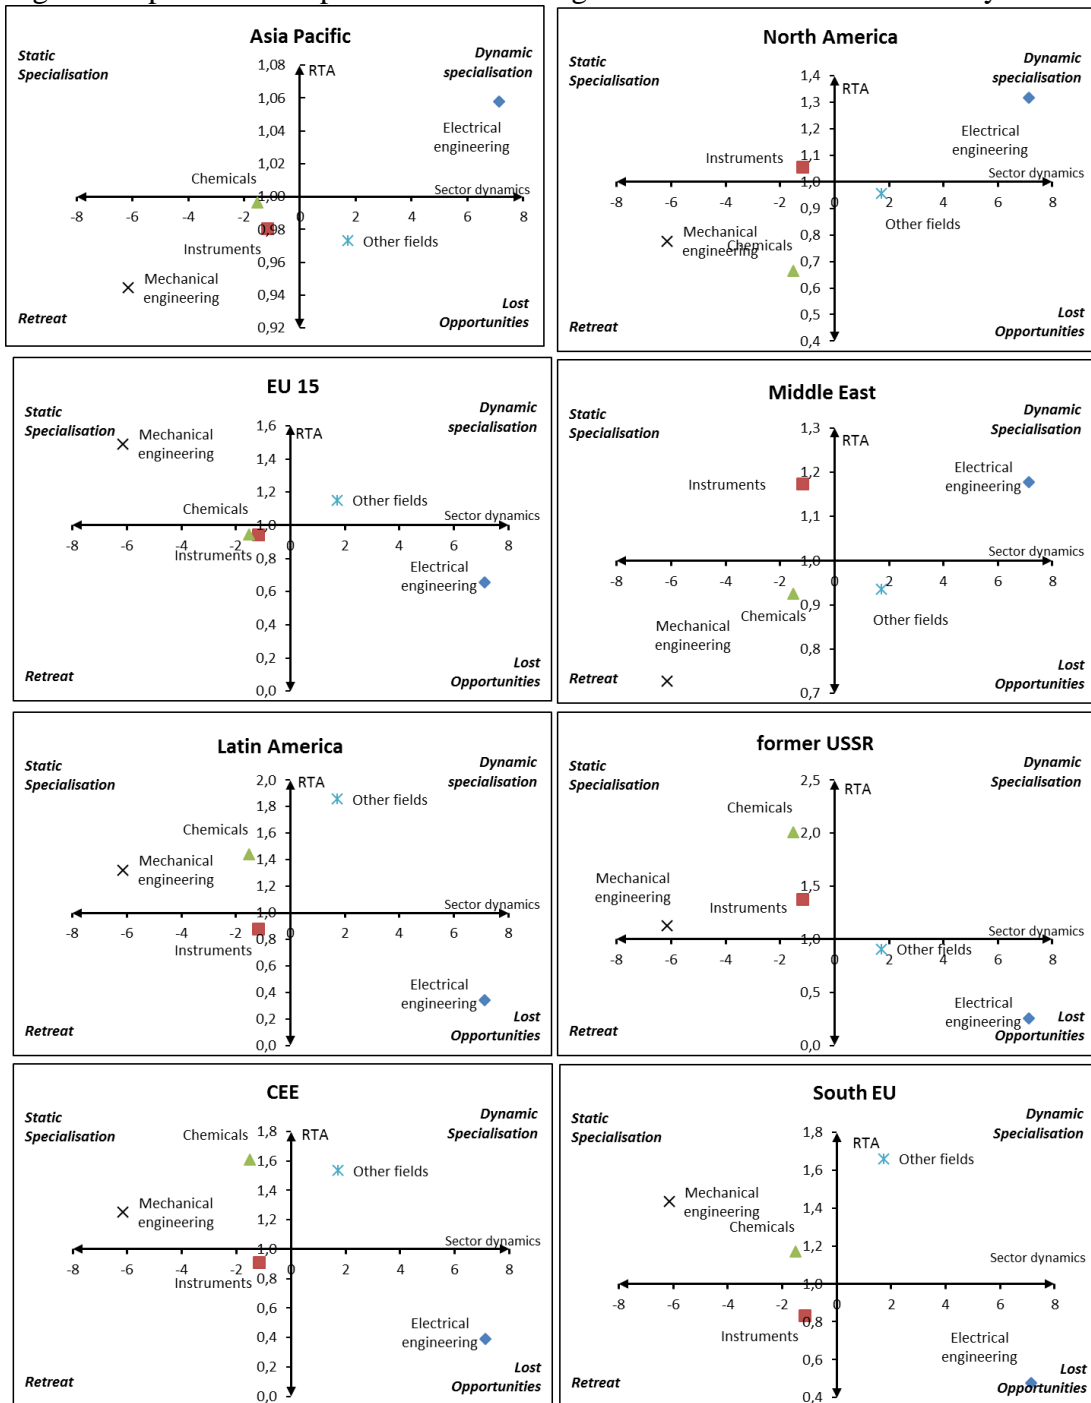 Asia Pacific
Static
Specialisation
Dynamic
specialisation
1,08
RTA
1,06
1,04
Electrical
engineering
1,02
Chemicals
1,00
Sector dynamics
-8 -6 -4 -2 0 2 4 6 8
0,98
Instruments
Other fields
0,96
Mechanical
engineering
0,94
0,92
Retreat
Lost
Opportunities
North America
Static
Specialisation
Dynamic
specialisation
1,4
RTA
1,3
1,2
Electrical
engineering
1,1
Instruments
1,0
Sector dynamics
-8 -6 -4 -2 0 2 4 6 8
0,9
Other fields
0,8
Mechanical
engineering
Chemicals
0,7
0,6
0,5
0,4
Retreat
Lost
Opportunities
EU 15
Static
Specialisation
Dynamic
specialisation
1,6
RTA
Mechanical
engineering
1,4
1,2
Other fields
Chemicals
1,0
Sector dynamics
-8 -6 -4 -2 0 2 4 6 8
Instruments
0,8
Electrical
engineering
0,6
0,4
0,2
0,0
Retreat
Lost
Opportunities
Middle East
Static
Specialisation
Dynamic
Specialisation
1,3
RTA
1,2
Instruments
Electrical
engineering
1,1
1,0
Sector dynamics
-8 -6 -4 -2 0 2 4 6 8
0,9
Chemicals
Other fields
Mechanical
engineering
0,8
0,7
Retreat
Lost
Opportunities
Latin America
Static
Specialisation
Dynamic
specialisation
2,0
RTA
1,8
Other fields
1,6
Chemicals
1,4
Mechanical
engineering
1,2
1,0
Sector dynamics
-8 -6 -4 -2 0 2 4 6 8
0,8
Instruments
0,6
Electrical
engineering
0,4
0,2
0,0
Retreat
Lost
Opportunities
former USSR
Static
Specialisation
Dynamic
specialisation
2,5
RTA
Chemicals
2,0
Mechanical
engineering
1,5
Instruments
1,0
Sector dynamics
-8 -6 -4 -2 0 2 4 6 8
Other fields
0,5
Electrical
engineering
0,0
Retreat
Lost
Opportunities
CEE
Static
Specialisation
Dynamic
Specialisation
1,8
RTA
Chemicals
1,6
Other fields
1,4
Mechanical
engineering
1,2
1,0
Sector dynamics
-8 -6 -4 -2 0 2 4 6 8
0,8
Instruments
0,6
Electrical
engineering
0,4
0,2
0,0
Retreat
Lost
Opportunities
South EU
Static
Specialisation
Dynamic
Specialisation
1,8
RTA
1,6
Other fields
Mechanical
engineering
1,4
Chemicals
1,2
Sector dynamics
1,0
-8 -6 -4 -2 0 2 4 6 8
0,8
Instruments
Electrical
engineering
0,6
0,4
Retreat
Lost
Opportunities